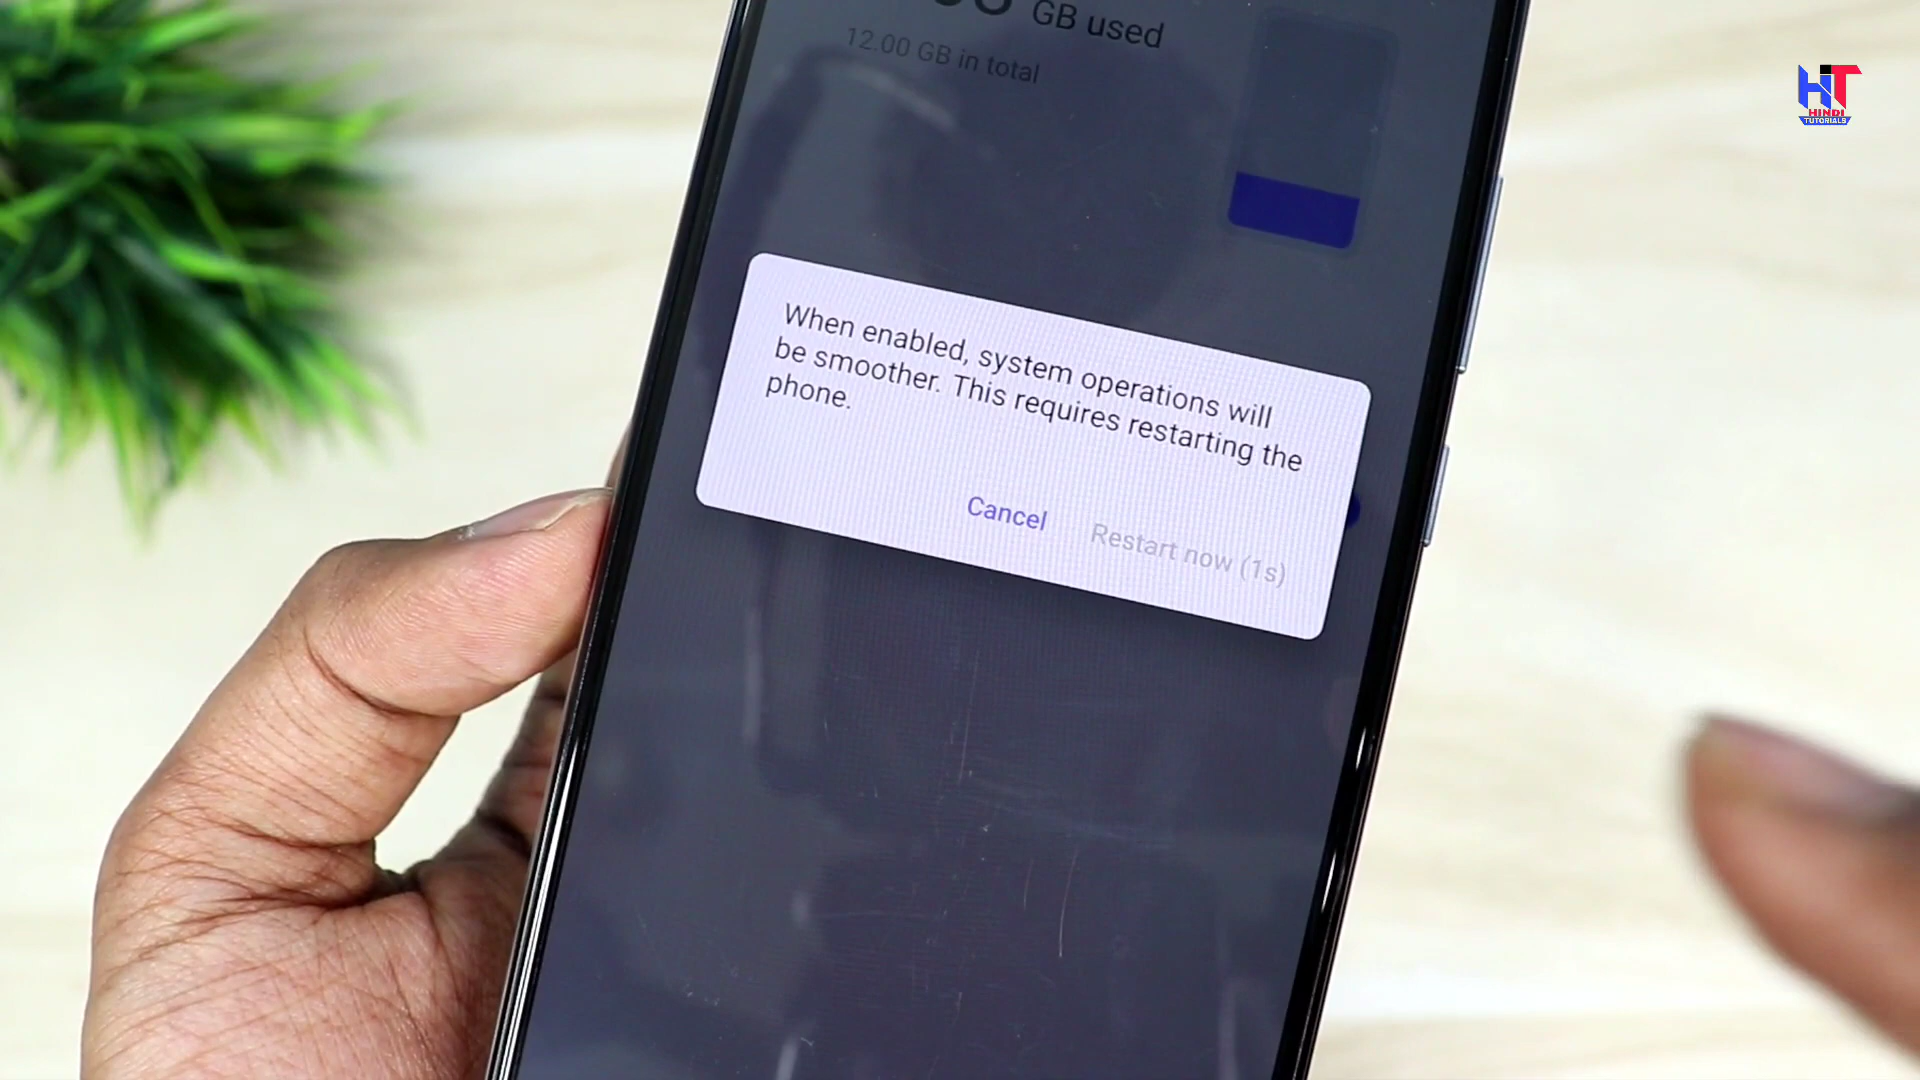 GB used
12.00 GB in total
HT
HINDI
TUTORIALS
When enabled, system operations will
be smoother. This requires restarting the
phone.
Cancel
Restart now (1s)